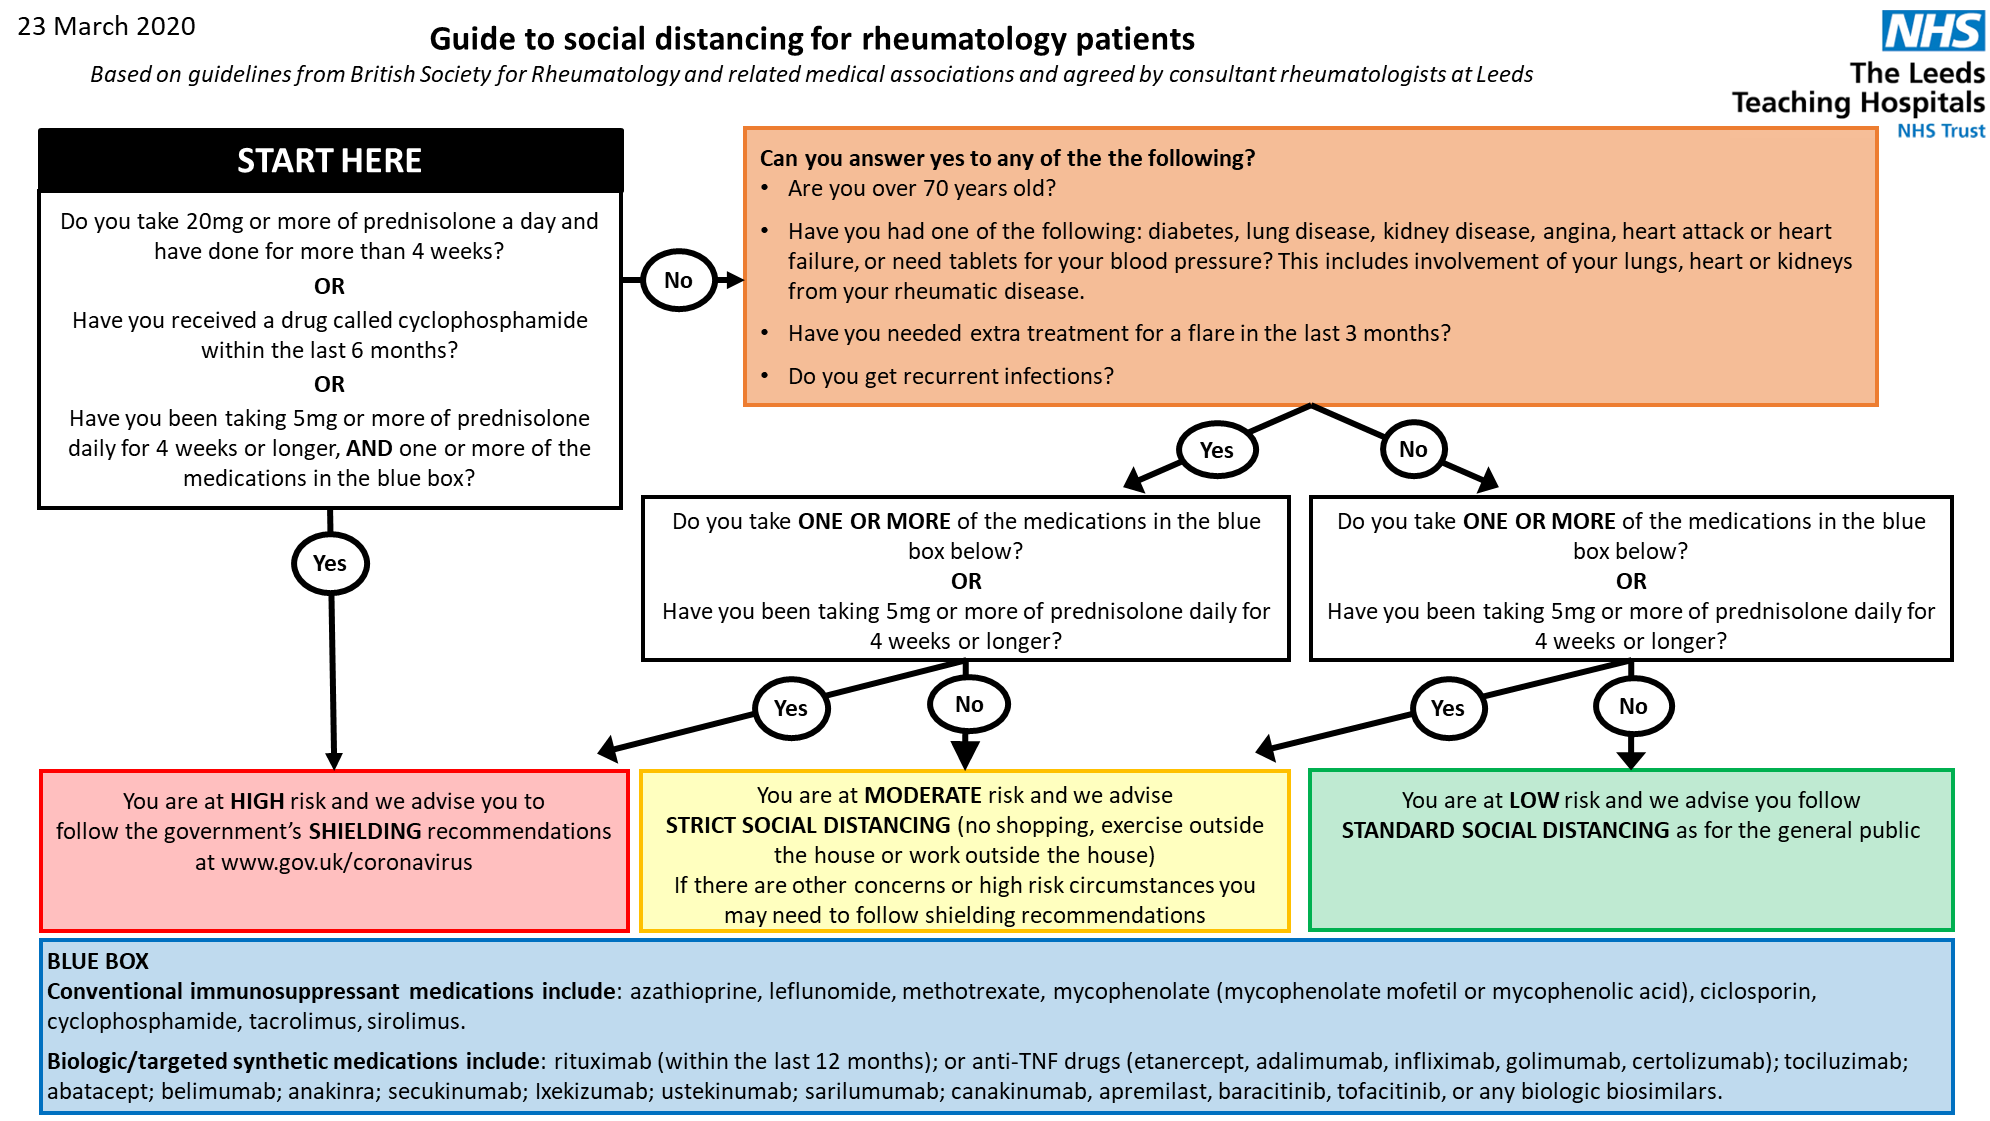 23 March 2020
Guide to social distancing for rheumatology patients
Based on guidelines from British Society for Rheumatology and related medical associations and agreed by consultant rheumatologists at Leeds
NHS
The Leeds
Teaching Hospitals
NHS Trust
START HERE
Do you take 20mg or more of prednisolone a day and
have done for more than 4 weeks?
OR
Have you received a drug called cyclophosphamide
within the last 6 months?
OR
Have you been taking 5mg or more of prednisolone
daily for 4 weeks or longer, AND one or more of the
medications in the blue box?
No
Can you answer yes to any of the the following?
• Are you over 70 years old?
• Have you had one of the following: diabetes, lung disease, kidney disease, angina, heart attack or heart
failure, or need tablets for your blood pressure? This includes involvement of your lungs, heart or kidneys
from your rheumatic disease.
• Have you needed extra treatment for a flare in the last 3 months?
• Do you get recurrent infections?
Yes
No
Yes
Do you take ONE OR MORE of the medications in the blue
box below?
OR
Have you been taking 5mg or more of prednisolone daily for
4 weeks or longer?
Do you take ONE OR MORE of the medications in the blue
box below?
OR
Have you been taking 5mg or more of prednisolone daily for
4 weeks or longer?
Yes
No
Yes
No
You are at HIGH risk and we advise you to
follow the government's SHIELDING recommendations
at www.gov.uk/coronavirus
You are at MODERATE risk and we advise
STRICT SOCIAL DISTANCING (no shopping, exercise outside
the house or work outside the house)
If there are other concerns or high risk circumstances you
may need to follow shielding recommendations
You are at LOW risk and we advise you follow
STANDARD SOCIAL DISTANCING as for the general public
BLUE BOX
Conventional immunosuppressant medications include: azathioprine, leflunomide, methotrexate, mycophenolate (mycophenolate mofetil or mycophenolic acid), ciclosporin,
cyclophosphamide, tacrolimus, sirolimus.
Biologic/targeted synthetic medications include: rituximab (within the last 12 months); or anti-TNF drugs (etanercept, adalimumab, infliximab, golimumab, certolizumab); tociluzimab;
abatacept; belimumab; anakinra; secukinumab; Ixekizumab; ustekinumab; sarilumumab; canakinumab, apremilast, baracitinib, tofacitinib, or any biologic biosimilars.